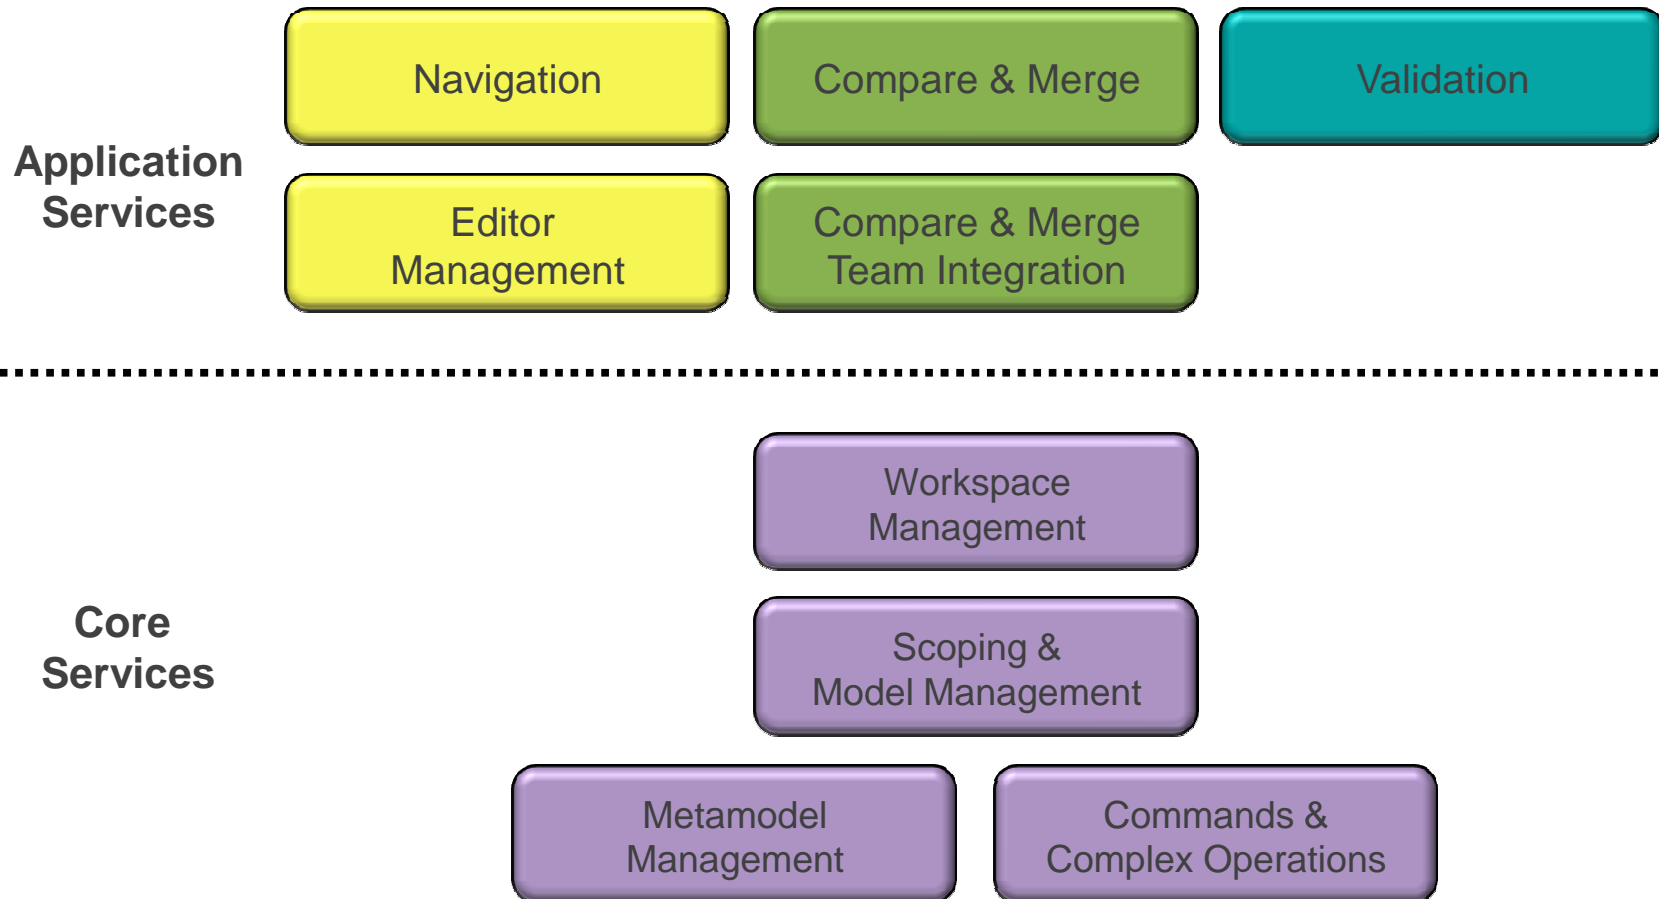 Navigation
Compare & Merge
Validation
Application
Services
Editor
Management
Compare & Merge
Team Integration
Workspace
Management
Core
Services
Scoping &
Model Management
Metamodel
Management
Commands &
Complex Operations